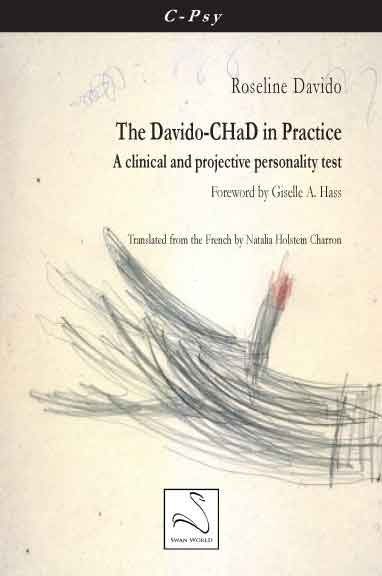 C-Psy
Roseline Davido
The Davido-CHaD in Practice
A clinical and projective personality test
Foreword by Giselle A. Hass
Translated from the French by Natalia Holstein Charron
SWAN WORLD